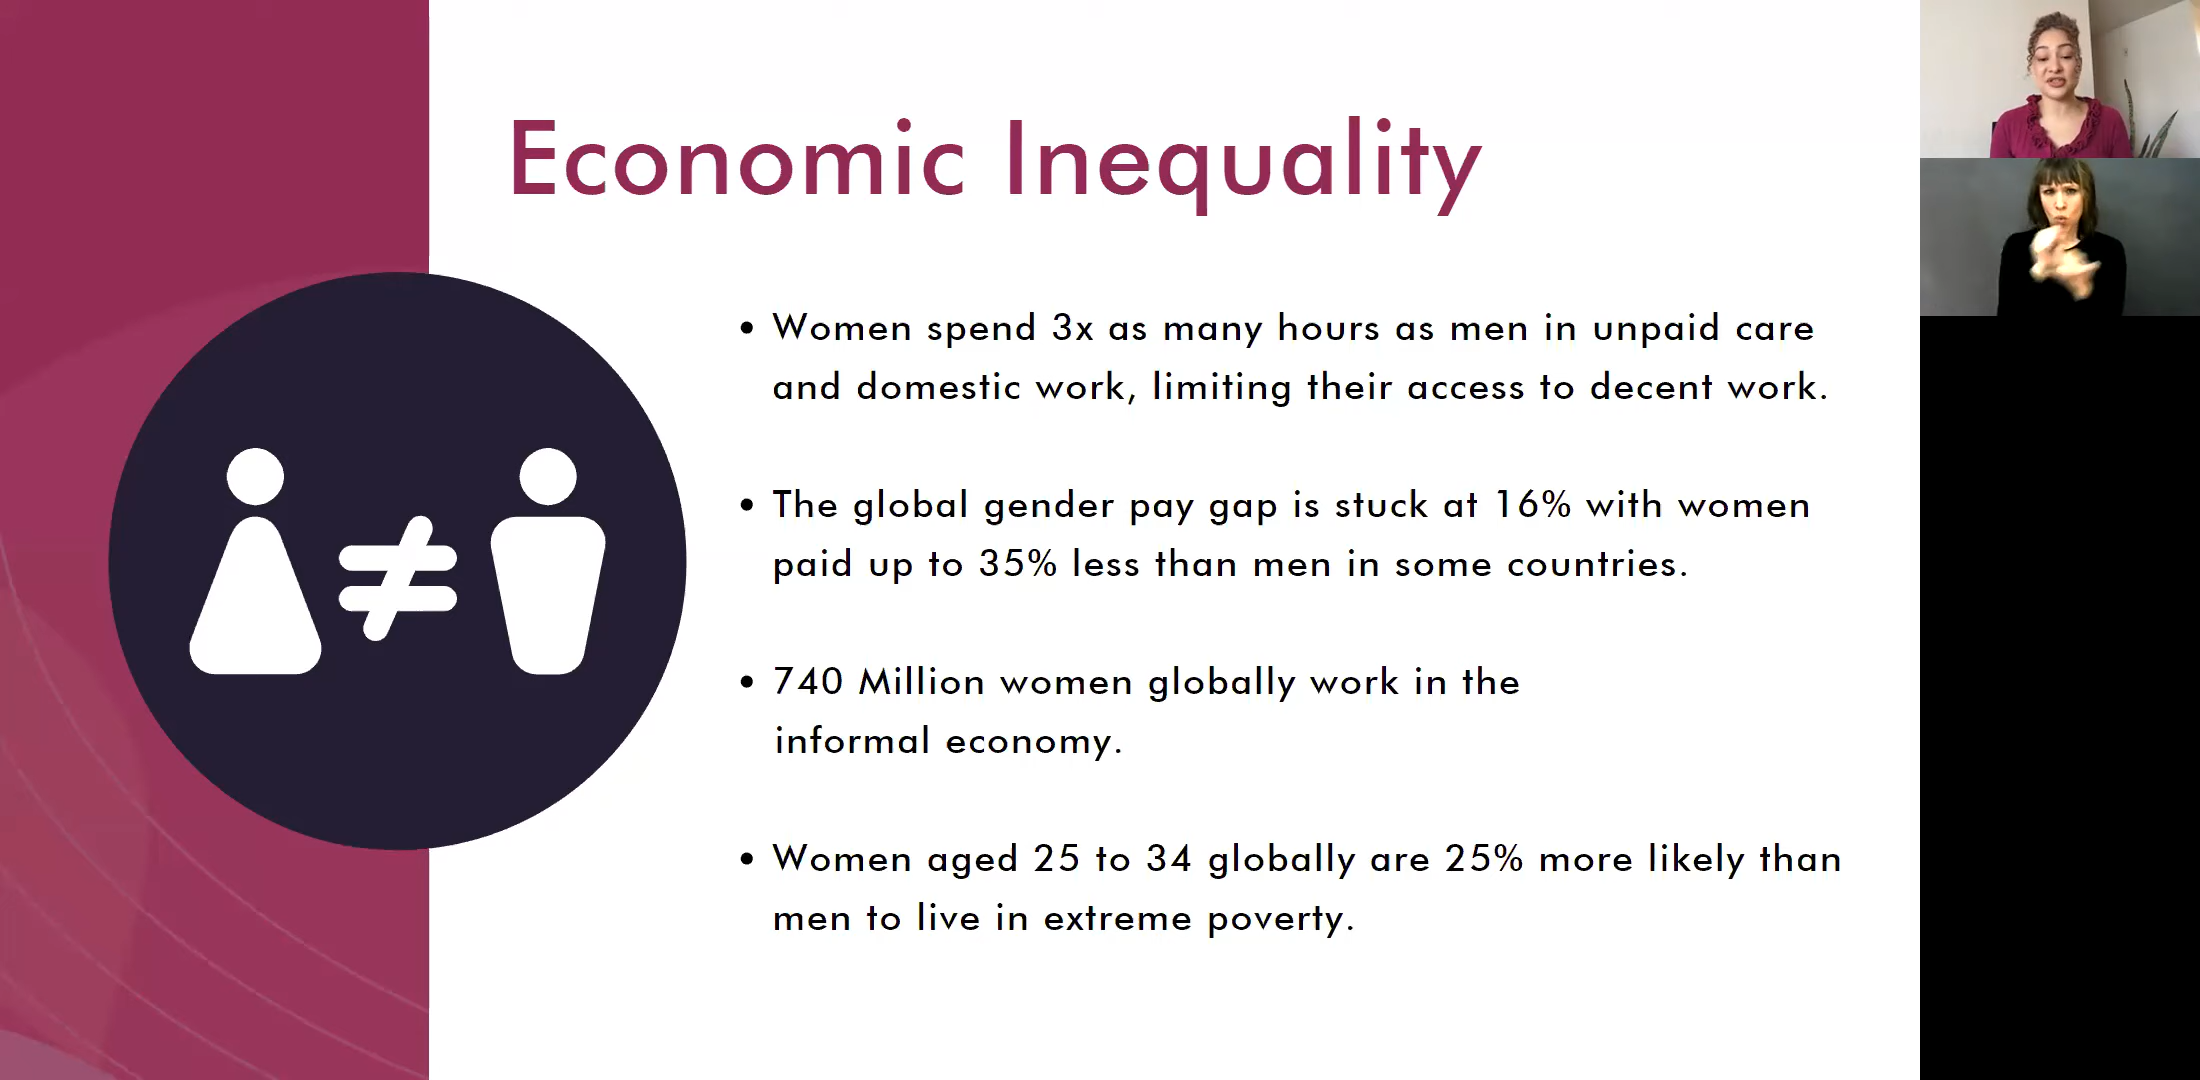 Economic Inequality
• Women spend 3x as many hours as men in unpaid care
and domestic work, limiting their access to decent work.
• The global gender pay gap is stuck at 16% with women
paid up to 35% less than men in some countries.
• 740 Million women globally work in the
informal economy.
• Women aged 25 to 34 globally are 25% more likely than
men to live in extreme poverty.